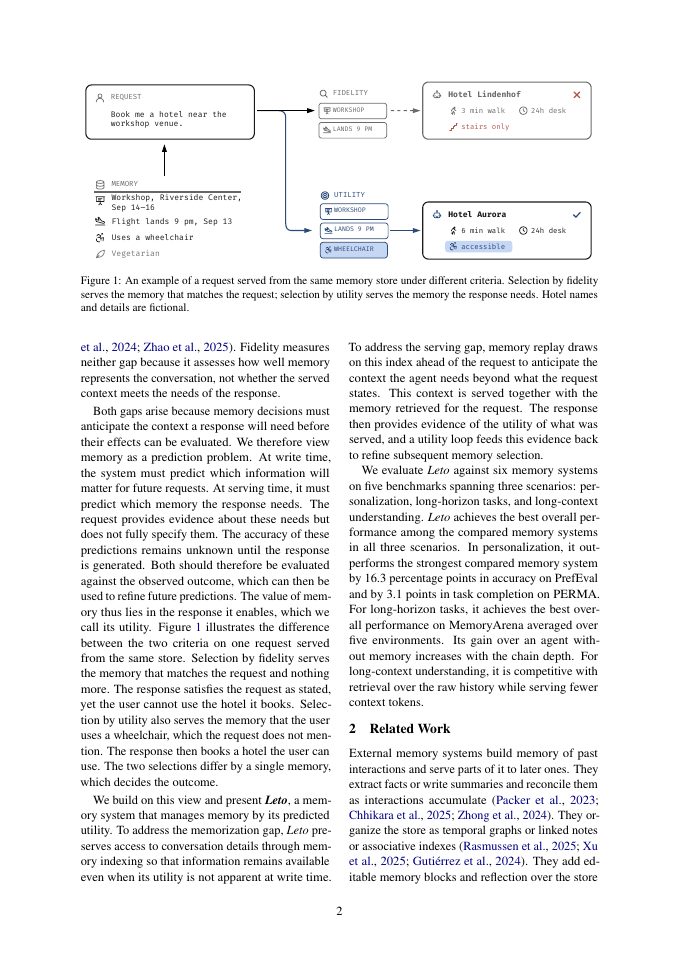 REQUEST
Book me a hotel near the
workshop venue.
MEMORY
Workshop, Riverside Center,
Sep 14–16
Flight lands 9 pm, Sep 13
Uses a wheelchair
Vegetarian
FIDELITY
WORKSHOP
LANDS 9 PM
Hotel Lindenhof
3 min walk 24h desk
stairs only
UTILITY
WORKSHOP
LANDS 9 PM
WHEELCHAIR
Hotel Aurora
6 min walk 24h desk
accessible
Figure 1: An example of a request served from the same memory store under different criteria. Selection by fidelity
serves the memory that matches the request; selection by utility serves the memory the response needs. Hotel names
and details are fictional.
et al., 2024; Zhao et al., 2025). Fidelity measures
neither gap because it assesses how well memory
represents the conversation, not whether the served
context meets the needs of the response.
Both gaps arise because memory decisions must
anticipate the context a response will need before
their effects can be evaluated. We therefore view
memory as a prediction problem. At write time,
the system must predict which information will
matter for future requests. At serving time, it must
predict which memory the response needs. The
request provides evidence about these needs but
does not fully specify them. The accuracy of these
predictions remains unknown until the response
is generated. Both should therefore be evaluated
against the observed outcome, which can then be
used to refine future predictions. The value of mem-
ory thus lies in the response it enables, which we
call its utility. Figure 1 illustrates the difference
between the two criteria on one request served
from the same store. Selection by fidelity serves
the memory that matches the request and nothing
more. The response satisfies the request as stated,
yet the user cannot use the hotel it books. Selec-
tion by utility also serves the memory that the user
uses a wheelchair, which the request does not men-
tion. The response then books a hotel the user can
use. The two selections differ by a single memory,
which decides the outcome.
We build on this view and present Leto, a mem-
ory system that manages memory by its predicted
utility. To address the memorization gap, Leto pre-
serves access to conversation details through mem-
ory indexing so that information remains available
even when its utility is not apparent at write time.
To address the serving gap, memory replay draws
on this index ahead of the request to anticipate the
context the agent needs beyond what the request
states. This context is served together with the
memory retrieved for the request. The response
then provides evidence of the utility of what was
served, and a utility loop feeds this evidence back
to refine subsequent memory selection.
We evaluate Leto against six memory systems
on five benchmarks spanning three scenarios: per-
sonalization, long-horizon tasks, and long-context
understanding. Leto achieves the best overall per-
formance among the compared memory systems
in all three scenarios. In personalization, it out-
performs the strongest compared memory system
by 16.3 percentage points in accuracy on PrefEval
and by 3.1 points in task completion on PERMA.
For long-horizon tasks, it achieves the best over-
all performance on MemoryArena averaged over
five environments. Its gain over an agent with-
out memory increases with the chain depth. For
long-context understanding, it is competitive with
retrieval over the raw history while serving fewer
context tokens.
2 Related Work
External memory systems build memory of past
interactions and serve parts of it to later ones. They
extract facts or write summaries and reconcile them
as interactions accumulate (Packer et al., 2023;
Chhikara et al., 2025; Zhong et al., 2024). They or-
ganize the store as temporal graphs or linked notes
or associative indexes (Rasmussen et al., 2025; Xu
et al., 2025; Gutiérrez et al., 2024). They add ed-
itable memory blocks and reflection over the store
2